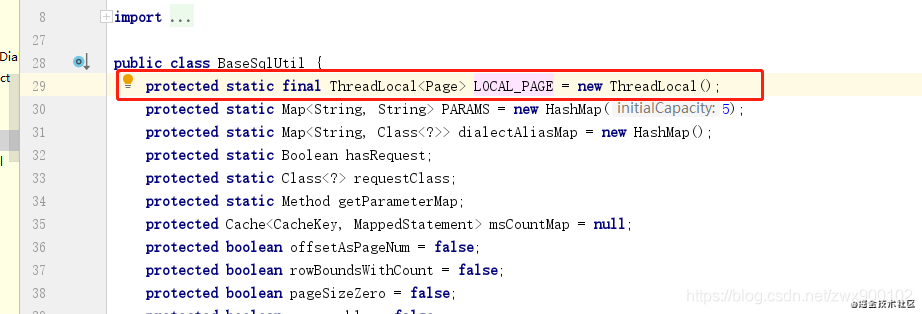 8 import ...
27
Dia 28 public class BaseSqlUtil {
ct 29 protected static final ThreadLocal<Page> LOCAL_PAGE = new ThreadLocal();
30 protected static Map<String, String> PARAMS = new HashMap( initialCapacity: 5);
31 protected static Map<String, Class<?>> dialectAliasMap = new HashMap();
32 protected static Boolean hasRequest;
33 protected static Class<?> requestClass;
34 protected static Method getParameterMap;
l 35 protected Cache<CacheKey, MappedStatement> msCountMap = null;
36 protected boolean offsetAsPageNum = false;
37 protected boolean rowBoundsWithCount = false;
38 protected boolean pageSizeZero = false;
https://blog.csdn.net/zwx900102
@掘金技术社区